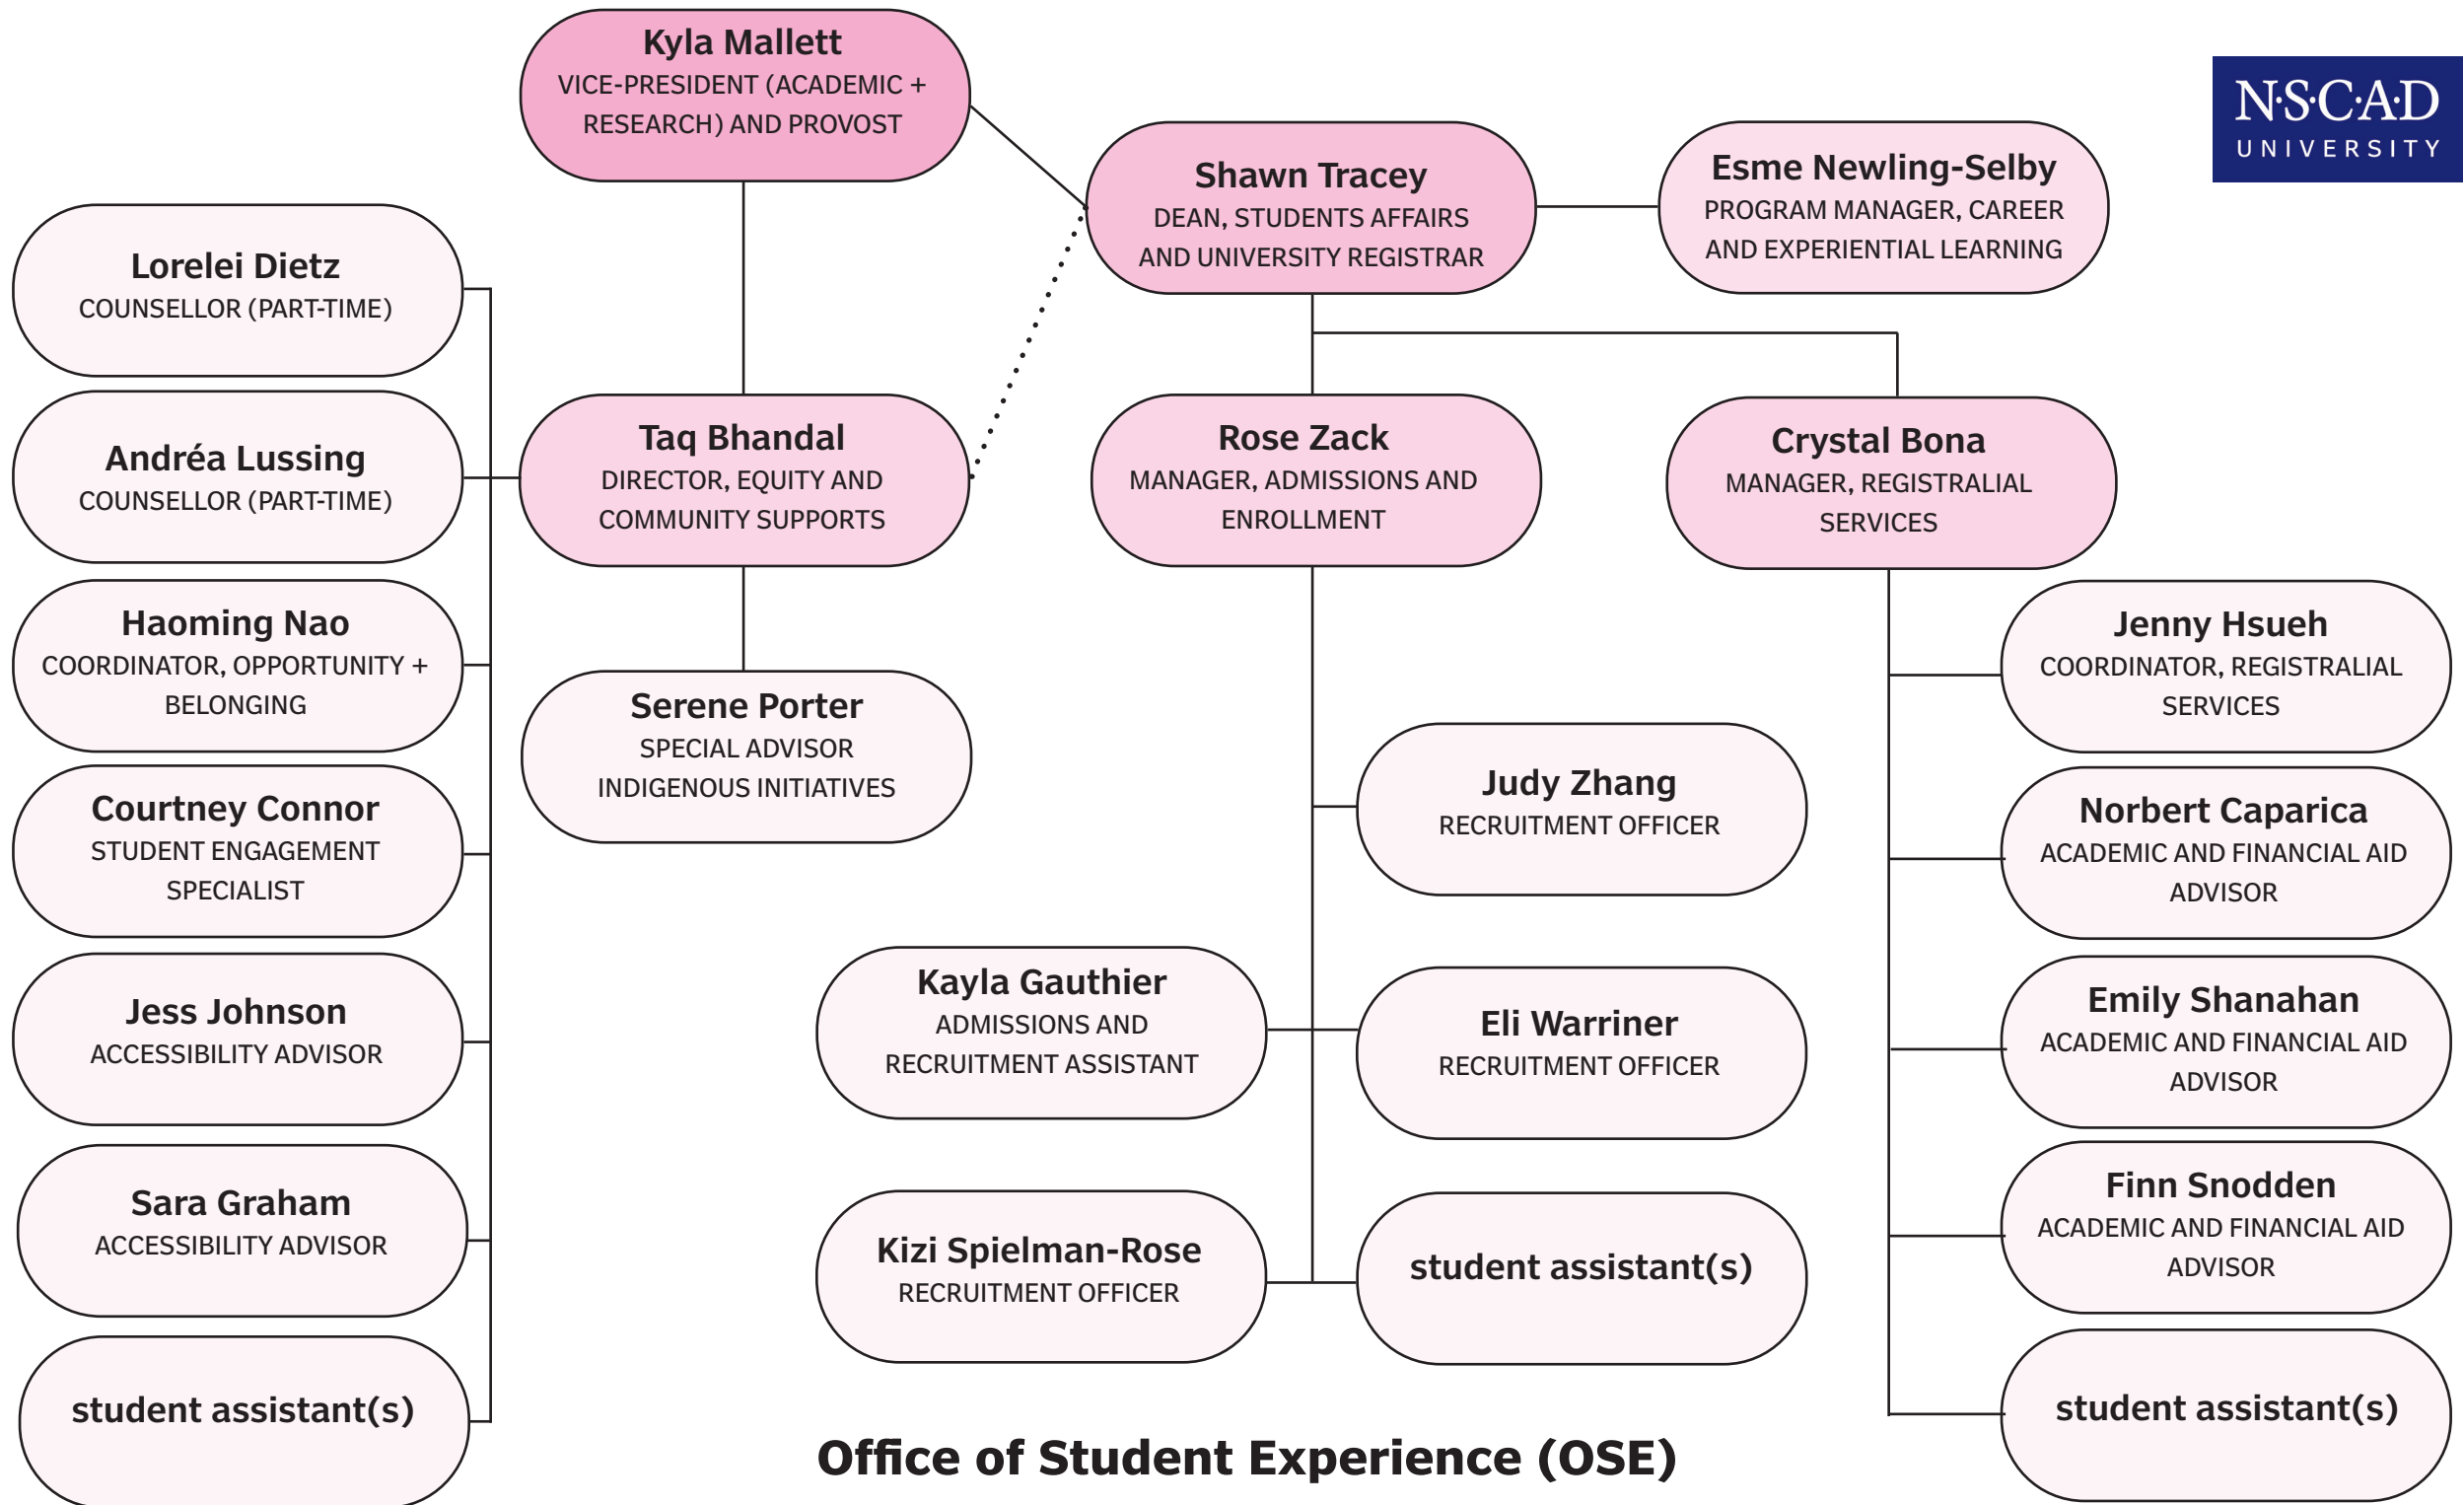 Kyla Mallett
VICE-PRESIDENT (ACADEMIC +
RESEARCH) AND PROVOST
N·S·C·A·D
UNIVERSITY
Shawn Tracey
DEAN, STUDENTS AFFAIRS
AND UNIVERSITY REGISTRAR
Esme Newling-Selby
PROGRAM MANAGER, CAREER
AND EXPERIENTIAL LEARNING
Lorelei Dietz
COUNSELLOR (PART-TIME)
Andréa Lussing
COUNSELLOR (PART-TIME)
Haoming Nao
COORDINATOR, OPPORTUNITY +
BELONGING
Courtney Connor
STUDENT ENGAGEMENT
SPECIALIST
Jess Johnson
ACCESSIBILITY ADVISOR
Sara Graham
ACCESSIBILITY ADVISOR
student assistant(s)
Taq Bhandal
DIRECTOR, EQUITY AND
COMMUNITY SUPPORTS
Serene Porter
SPECIAL ADVISOR
INDIGENOUS INITIATIVES
Rose Zack
MANAGER, ADMISSIONS AND
ENROLLMENT
Judy Zhang
RECRUITMENT OFFICER
Kayla Gauthier
ADMISSIONS AND
RECRUITMENT ASSISTANT
Eli Warriner
RECRUITMENT OFFICER
Kizi Spielman-Rose
RECRUITMENT OFFICER
student assistant(s)
Crystal Bona
MANAGER, REGISTRALIAL
SERVICES
Jenny Hsueh
COORDINATOR, REGISTRALIAL
SERVICES
Norbert Caparica
ACADEMIC AND FINANCIAL AID
ADVISOR
Emily Shanahan
ACADEMIC AND FINANCIAL AID
ADVISOR
Finn Snodden
ACADEMIC AND FINANCIAL AID
ADVISOR
student assistant(s)
Office of Student Experience (OSE)